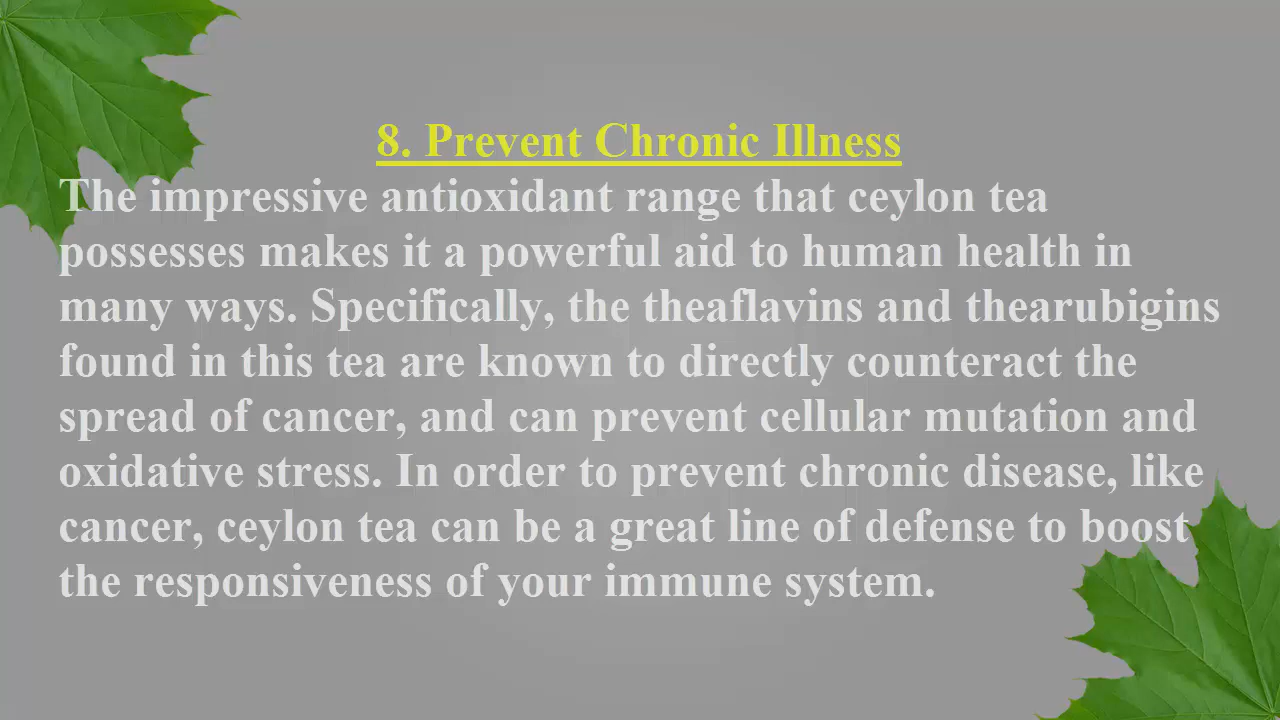 8. Prevent Chronic Illness
The impressive antioxidant range that ceylon tea
possesses makes it a powerful aid to human health in
many ways. Specifically, the theaflavins and thearubigins
found in this tea are known to directly counteract the
spread of cancer, and can prevent cellular mutation and
oxidative stress. In order to prevent chronic disease, like
cancer, ceylon tea can be a great line of defense to boost
the responsiveness of your immune system.